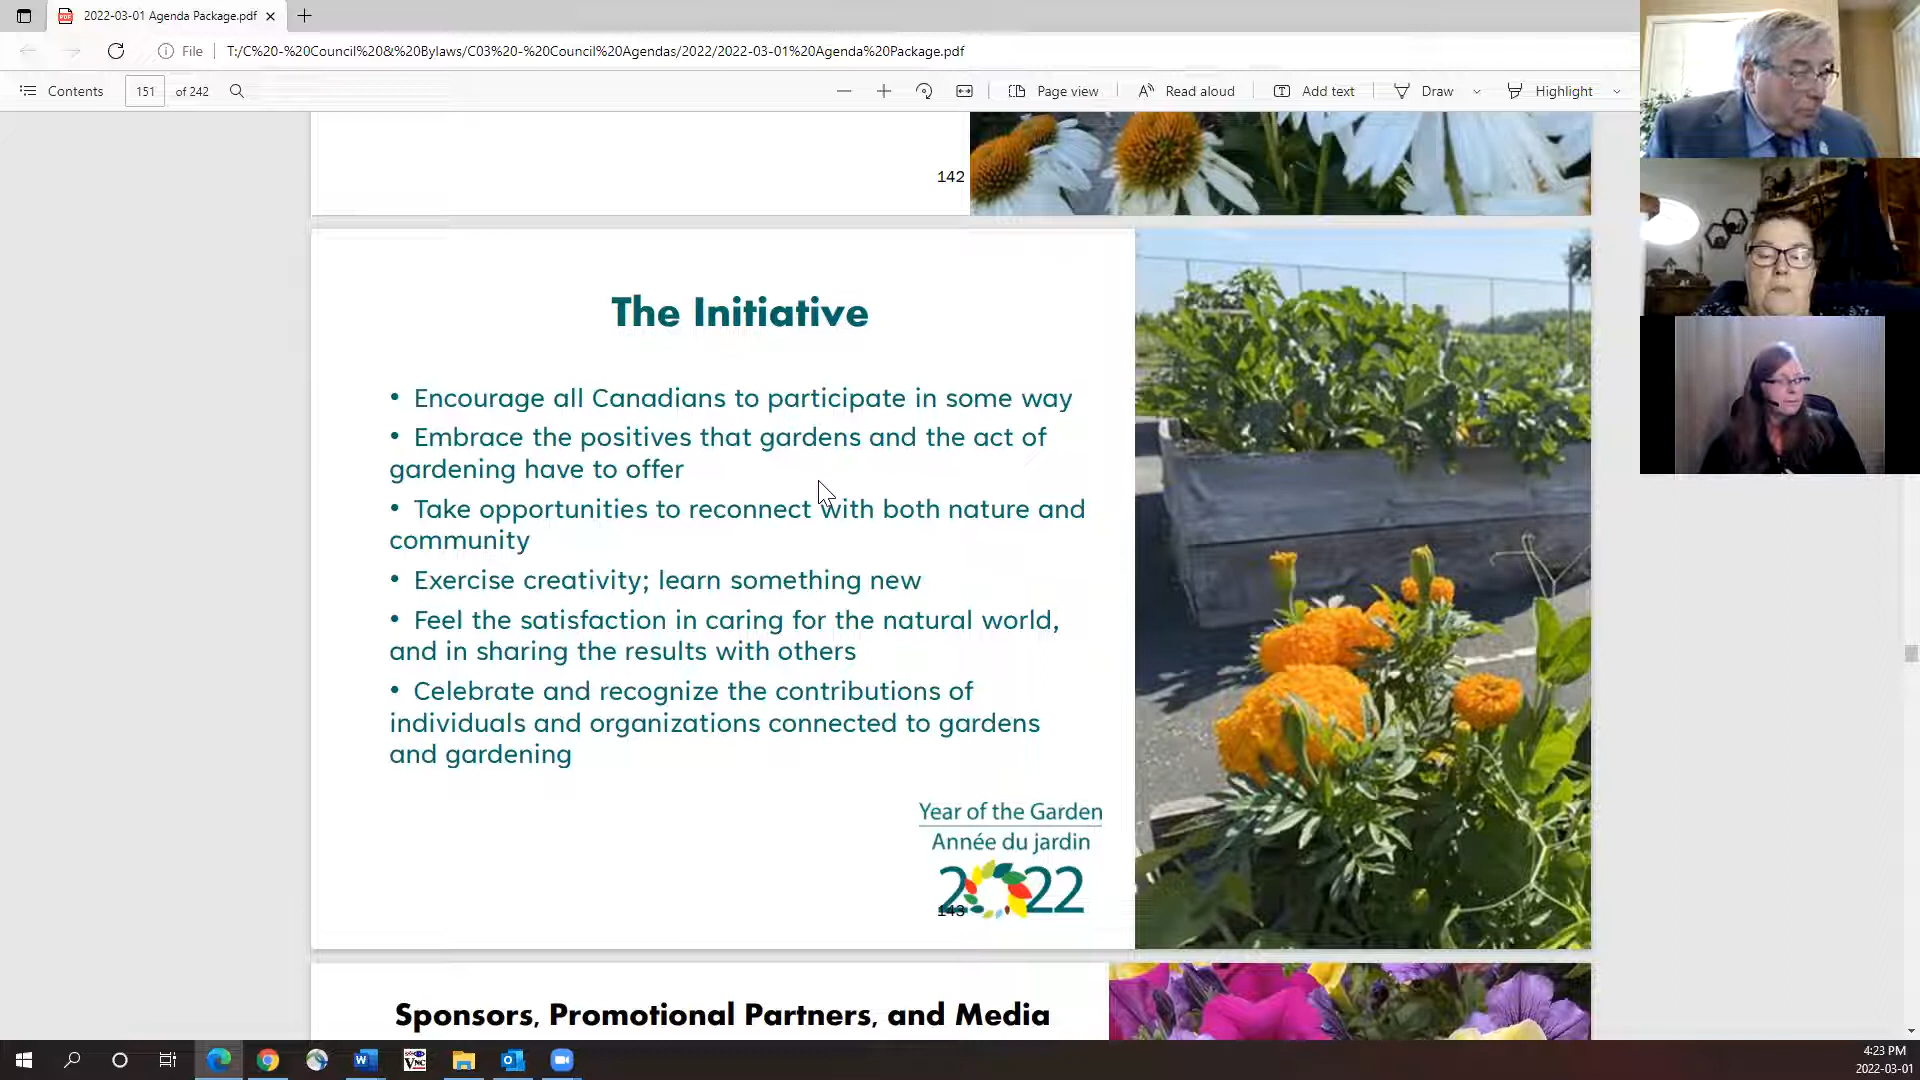 2022-03-01 Agenda Package.pdf
File
T:/C%20-%20Council%20&%20Bylaws/C03%20-%20Council%20Agendas/2022/2022-03-01%20Agenda%20Package.pdf
Contents
151 of 242
Page view
Read aloud
Add text
Draw
Highlight
142
The Initiative
• Encourage all Canadians to participate in some way
• Embrace the positives that gardens and the act of
gardening have to offer
• Take opportunities to reconnect with both nature and
community
• Exercise creativity; learn something new
• Feel the satisfaction in caring for the natural world,
and in sharing the results with others
• Celebrate and recognize the contributions of
individuals and organizations connected to gardens
and gardening
Year of the Garden
Année du jardin
2022
143
Sponsors, Promotional Partners, and Media
4:23 PM
2022-03-01